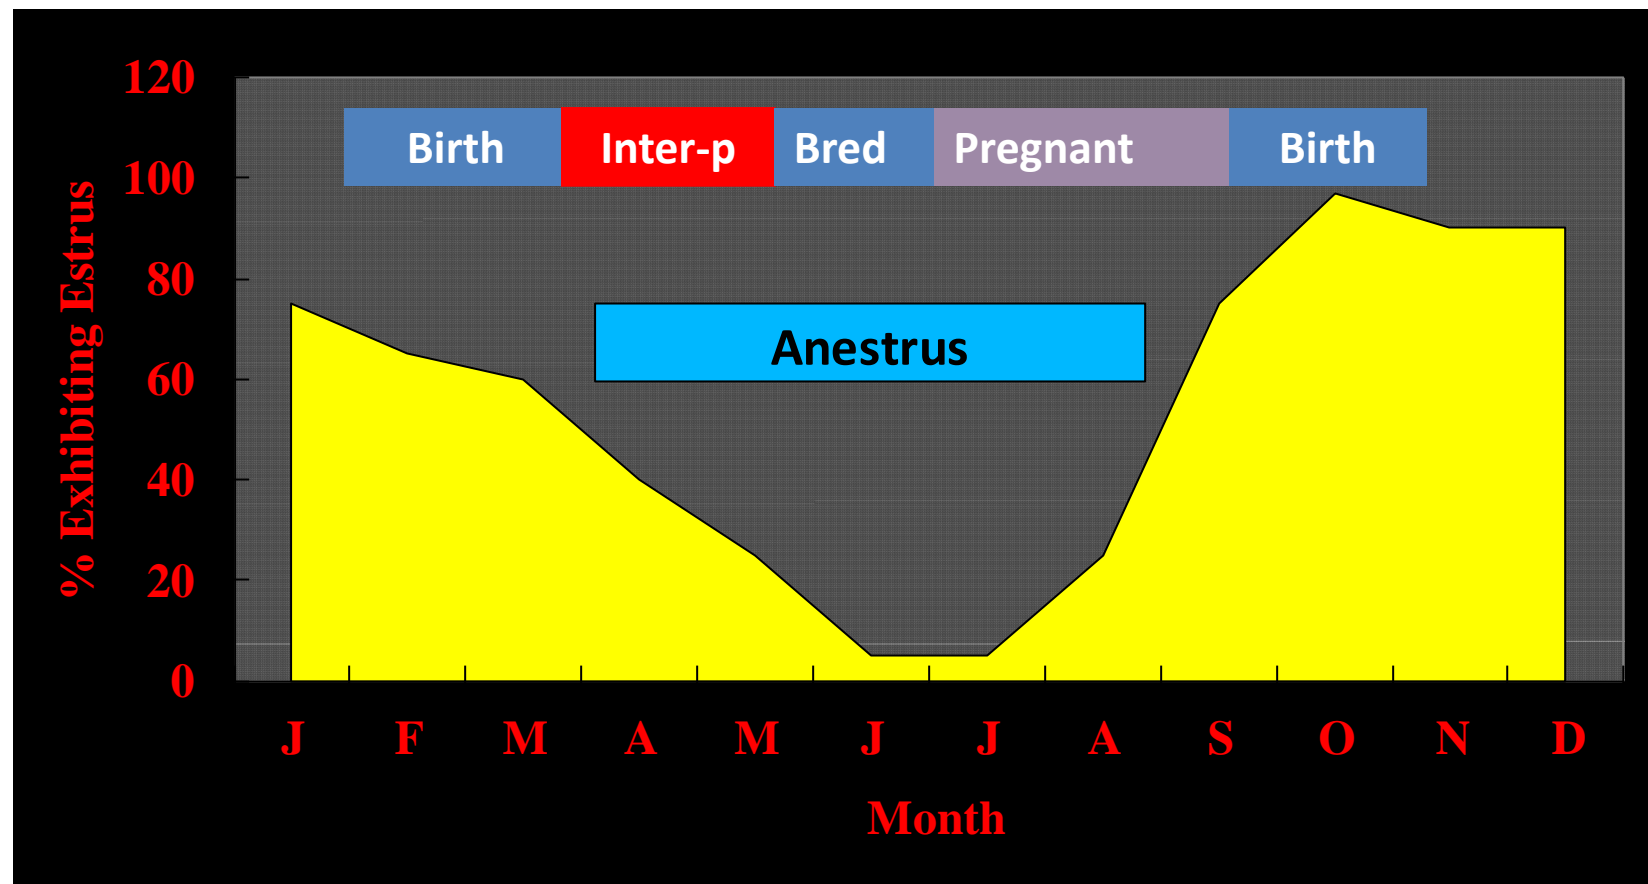 120
Birth Inter-p Bred Pregnant Birth
100
80
Anestrus
60
40
20
0
% Exhibiting Estrus
J F M A M J J A S O N D
Month